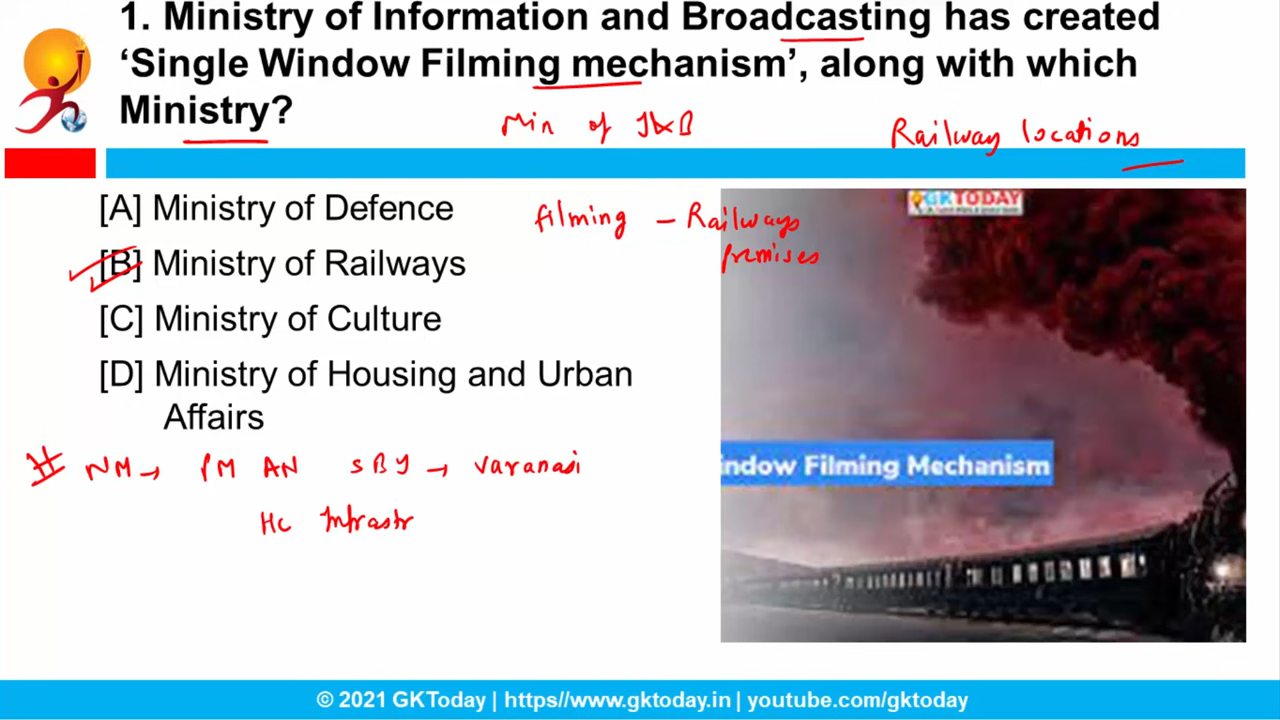 1. Ministry of Information and Broadcasting has created
‘Single Window Filming mechanism’, along with which
Ministry?
Min of I&B
Railway locations
[A] Ministry of Defence
[B] Ministry of Railways
[C] Ministry of Culture
[D] Ministry of Housing and Urban
Affairs
filming – Railways
premises
GKTODAY
indow Filming Mechanism
# NM → PM AN SBY → Varanasi
HC Infrastr
© 2021 GKToday | https//www.gktoday.in | youtube.com/gktoday